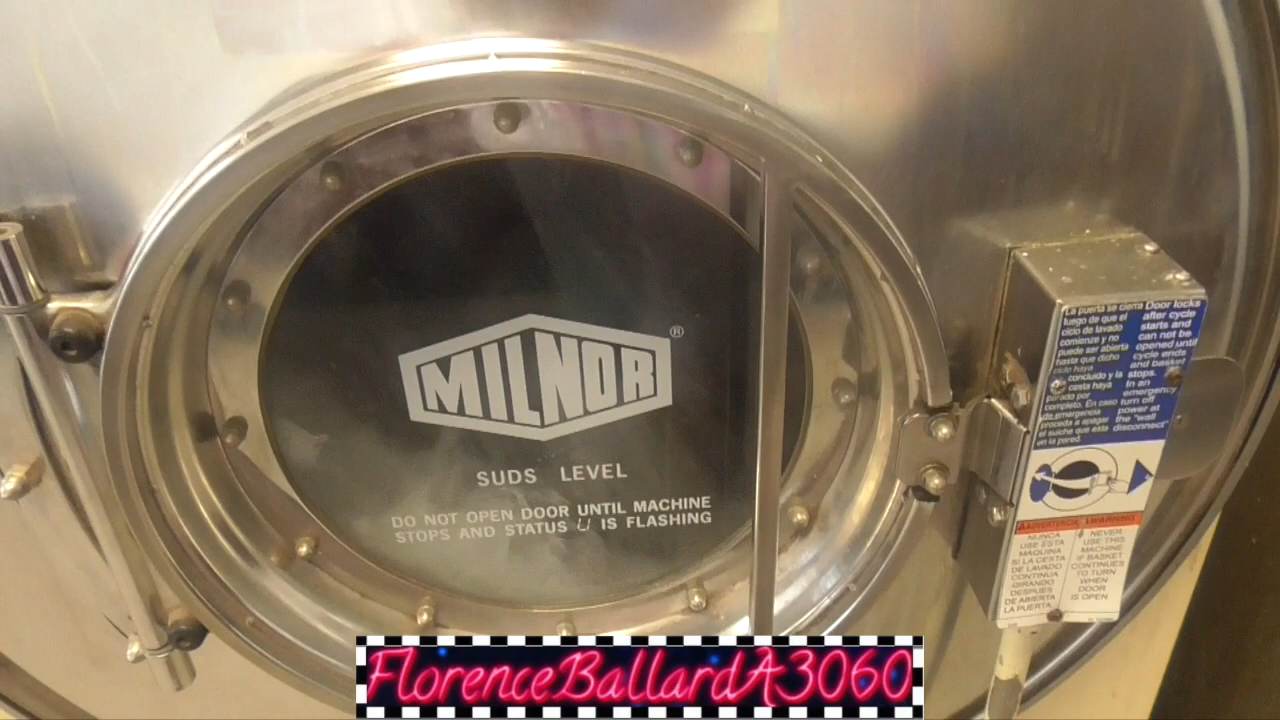 MILNOR®
SUDS LEVEL
DO NOT OPEN DOOR UNTIL MACHINE
STOPS AND STATUS ⊔ IS FLASHING
La puerta se cierra
luego de que el
ciclo de lavado
comienze y no
puede ser abierta
hasta que dicho
ciclo haya
concluido y la
casta haya
parado por
completo. En caso
de emergencia
proceda a apagar
el suiche que esta
en la pared.
Door locks
after cycle
starts and
can not be
opened until
cycle ends
and basket
stops.
In an
emergency
turn off
power at
the "wall
disconnect"
ADVERTENCIA
NUNCA
USE ESTA
MAQUINA
SI LA CESTA
DE LAVADO
CONTINUA
GIRANDO
DESPUES
DE ABIERTA
LA PUERTA
WARNING
NEVER
USE THIS
MACHINE
IF BASKET
CONTINUES
TO TURN
WHEN
DOOR
IS OPEN
FlorenceBallardA3060